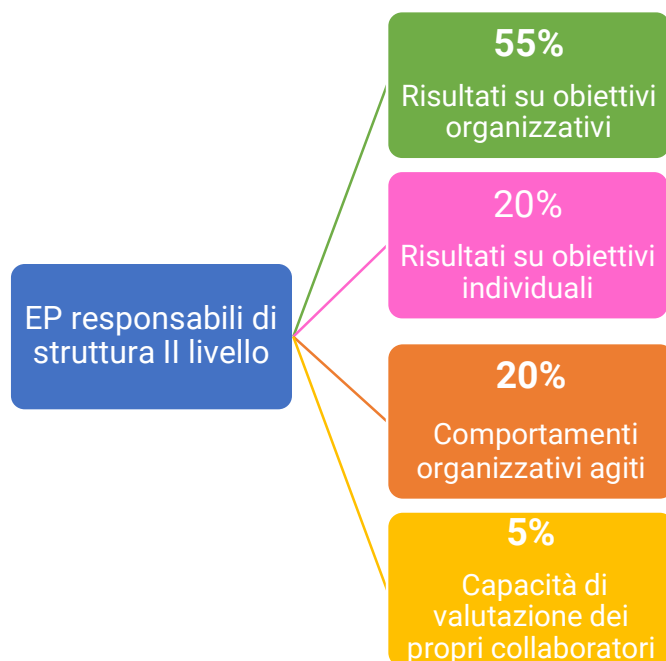 EP responsabili di
struttura II livello
55%
Risultati su obiettivi
organizzativi
20%
Risultati su obiettivi
individuali
20%
Comportamenti
organizzativi agiti
5%
Capacità di
valutazione dei
propri collaboratori